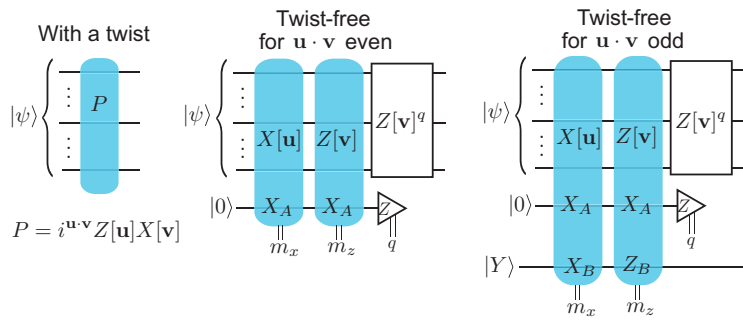 With a twist
|ψ⟩
⋮
P
⋮
P = i^{u·v}Z[u]X[v]
Twist-free
for u · v even
|ψ⟩
⋮
X[u]
Z[v]
Z[v]^q
⋮
|0⟩
X_A
X_A
Z
m_x
m_z
q
Twist-free
for u · v odd
|ψ⟩
⋮
X[u]
Z[v]
Z[v]^q
⋮
|0⟩
X_A
X_A
Z
q
|Y⟩
X_B
Z_B
m_x
m_z